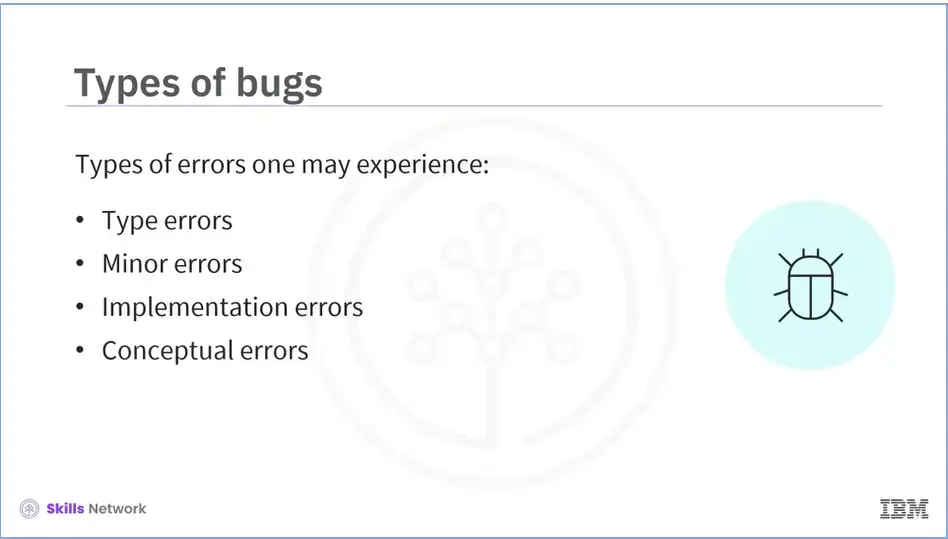 Types of bugs
Types of errors one may experience:
• Type errors
• Minor errors
• Implementation errors
• Conceptual errors
Skills Network
IBM